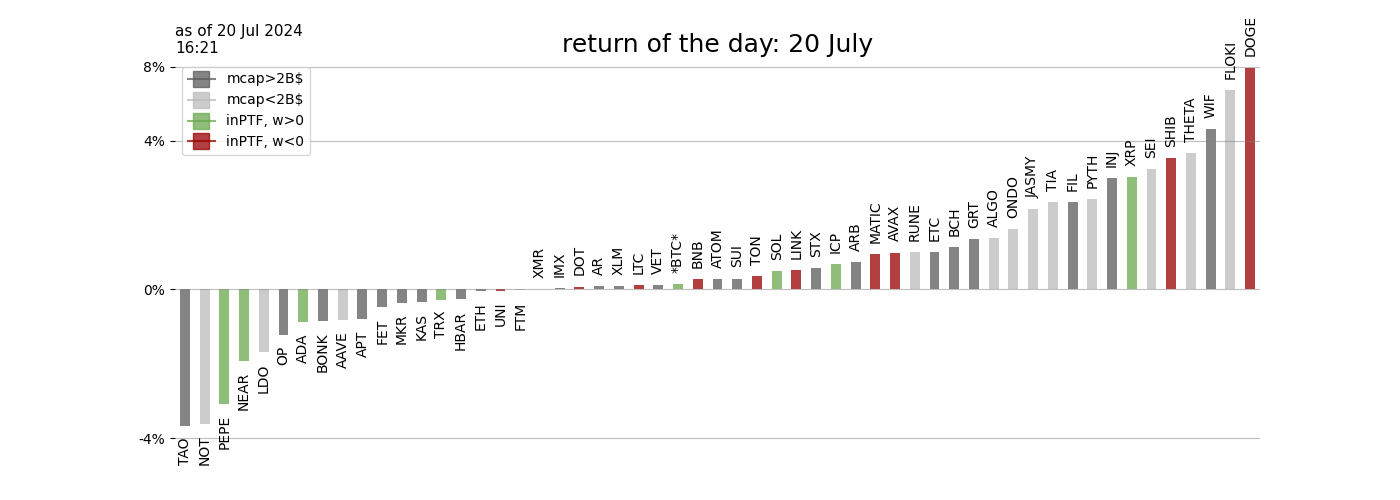 as of 20 Jul 2024
16:21
return of the day: 20 July
8%
4%
0%
-4%
mcap>2B$
mcap<2B$
inPTF, w>0
inPTF, w<0
TAO
NOT
PEPE
NEAR
LDO
OP
ADA
BONK
AAVE
APT
FET
MKR
KAS
TRX
HBAR
ETH
UNI
FTM
XMR
IMX
DOT
AR
XLM
LTC
VET
*BTC*
BNB
ATOM
SUI
TON
SOL
LINK
STX
ICP
ARB
MATIC
AVAX
RUNE
ETC
BCH
GRT
ALGO
ONDO
JASMY
TIA
FIL
PYTH
INJ
XRP
SEI
SHIB
THETA
WIF
FLOKI
DOGE